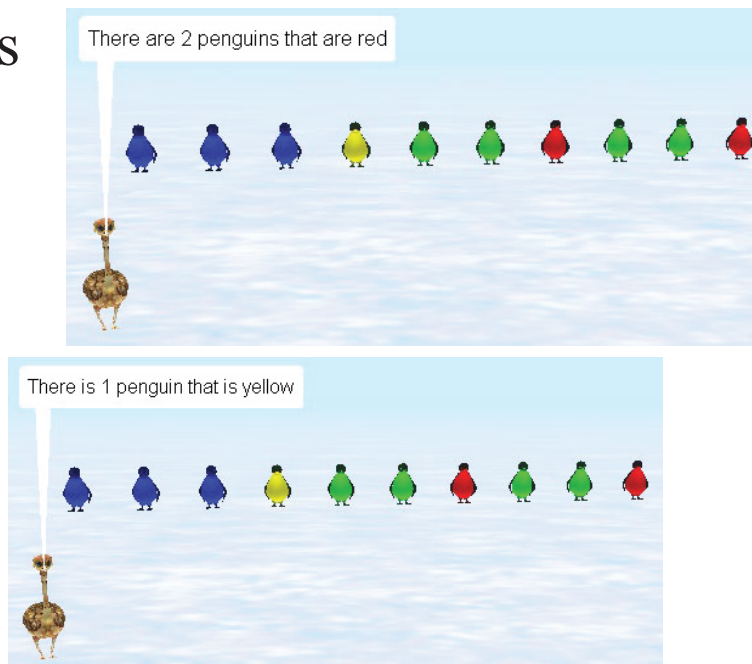 s
There are 2 penguins that are red
There is 1 penguin that is yellow